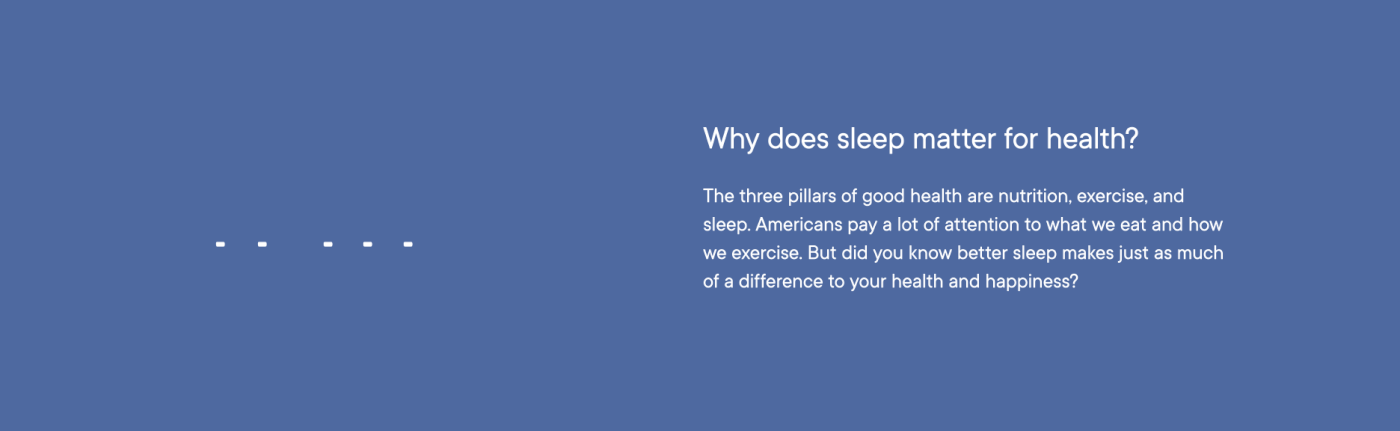 Why does sleep matter for health?
The three pillars of good health are nutrition, exercise, and
sleep. Americans pay a lot of attention to what we eat and how
we exercise. But did you know better sleep makes just as much
of a difference to your health and happiness?